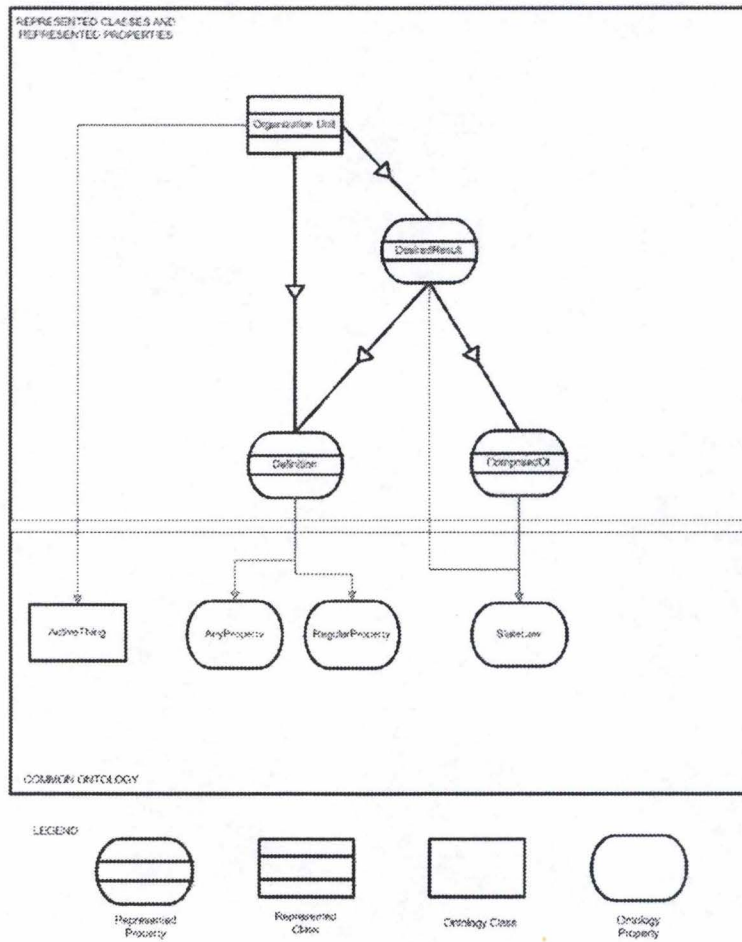 REPRESENTED CLASSES AND
REPRESENTED PROPERTIES
Organization Unit
DesiredResult
Definition
ComposedOf
ActiveThing
AnyProperty
RegularProperty
StateLaw
COMMON ONTOLOGY
LEGEND
Represented
Property
Represented
Class
Ontology Class
Ontology
Property